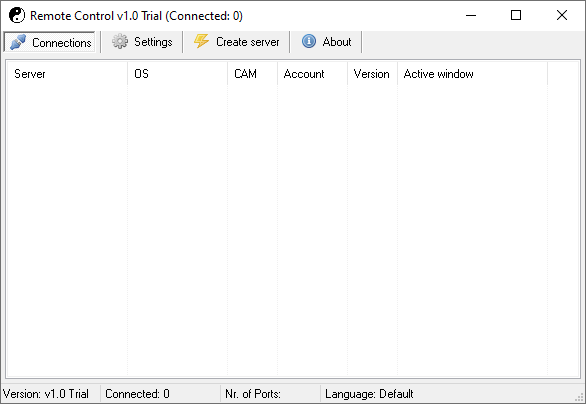 Remote Control v1.0 Trial (Connected: 0)
Connections Settings Create server About
Server OS CAM Account Version Active window
Version: v1.0 Trial Connected: 0 Nr. of Ports: Language: Default